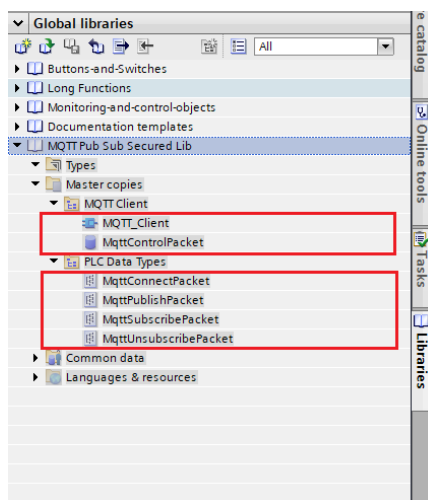 Global libraries
All
Buttons-and-Switches
Long Functions
Monitoring-and-control-objects
Documentation templates
MQTT Pub Sub Secured Lib
Types
Master copies
MQTT Client
MQTT_Client
MqttControlPacket
PLC Data Types
MqttConnectPacket
MqttPublishPacket
MqttSubscribePacket
MqttUnsubscribePacket
Common data
Languages & resources
e catalog
Online tools
Tasks
Libraries